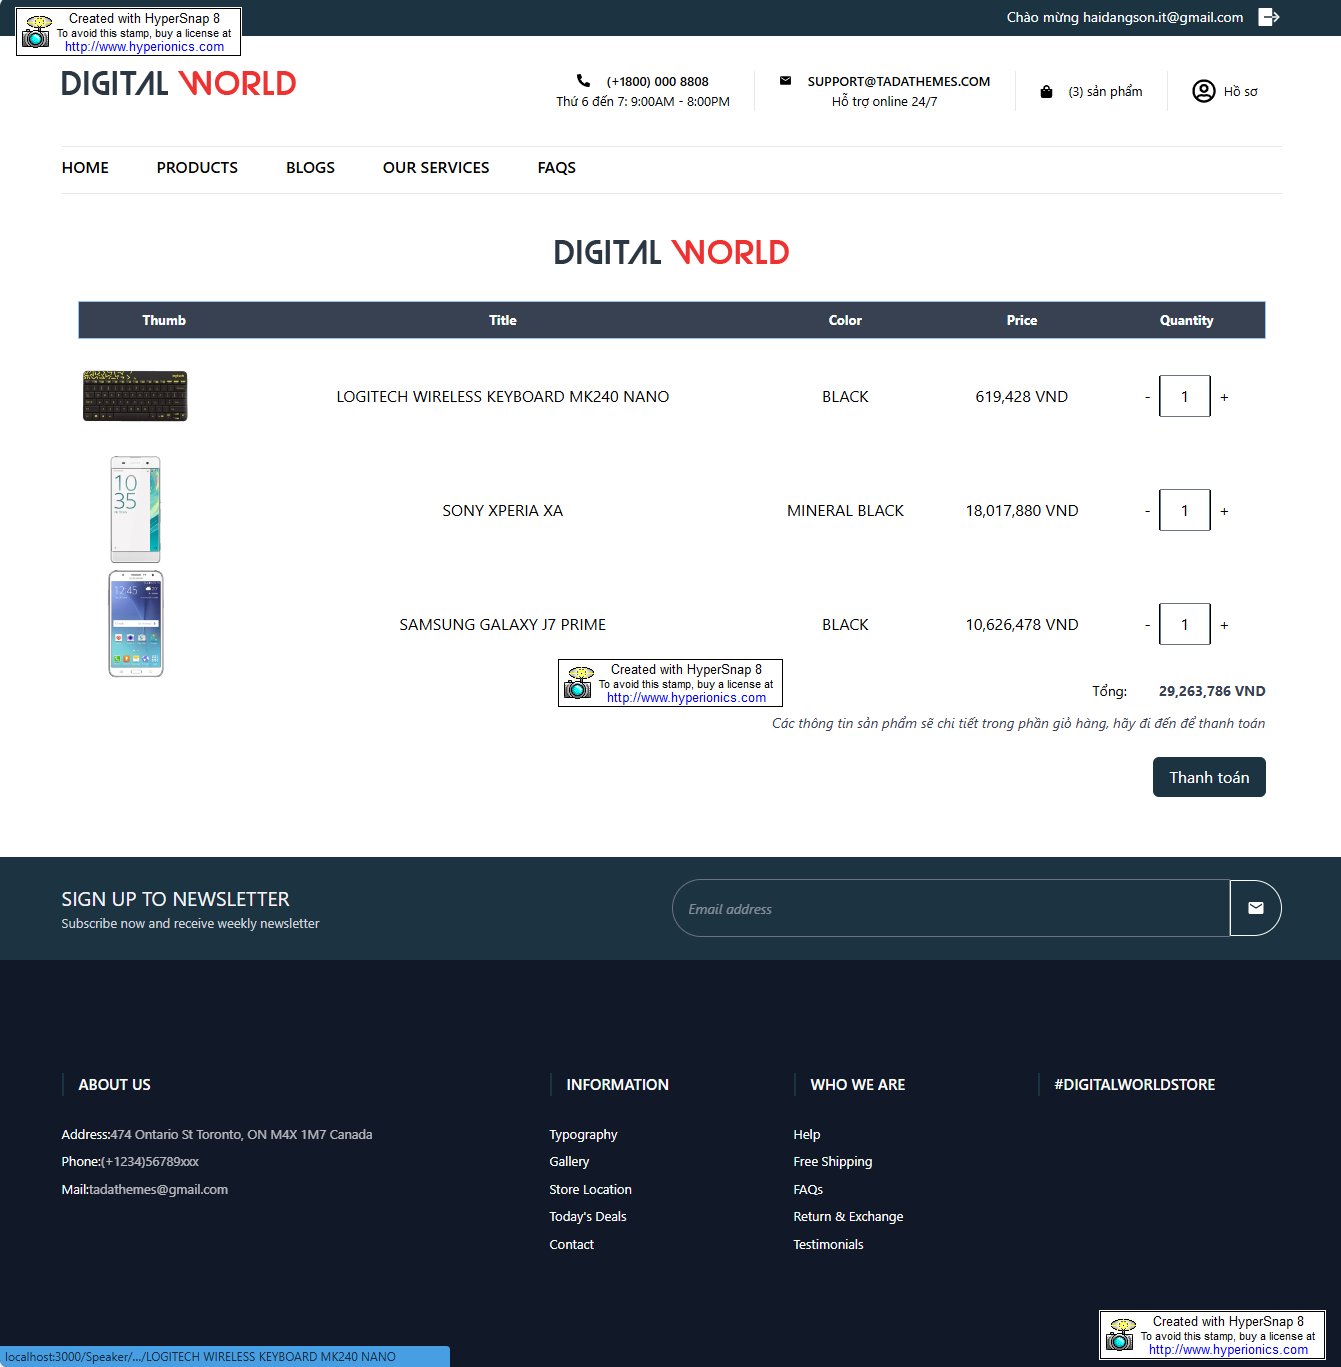 Created with HyperSnap 8
To avoid this stamp, buy a license at
http://www.hyperionics.com
Chào mừng haidangson.it@gmail.com
DIGITAL WORLD
(+1800) 000 8808
Thứ 6 đến 7: 9:00AM - 8:00PM
SUPPORT@TADATHEMES.COM
Hỗ trợ online 24/7
(3) sản phẩm
Hồ sơ
HOME PRODUCTS BLOGS OUR SERVICES FAQS
DIGITAL WORLD
Thumb Title Color Price Quantity
LOGITECH WIRELESS KEYBOARD MK240 NANO BLACK 619,428 VND - 1 +
10
35
SONY XPERIA XA MINERAL BLACK 18,017,880 VND - 1 +
12:45
SAMSUNG GALAXY J7 PRIME BLACK 10,626,478 VND - 1 +
Created with HyperSnap 8
To avoid this stamp, buy a license at
http://www.hyperionics.com
Tổng: 29,263,786 VND
Các thông tin sản phẩm sẽ chi tiết trong phần giỏ hàng, hãy đi đến để thanh toán
Thanh toán
SIGN UP TO NEWSLETTER
Subscribe now and receive weekly newsletter
Email address
ABOUT US
Address:474 Ontario St Toronto, ON M4X 1M7 Canada
Phone:(+1234)56789xxx
Mail:tadathemes@gmail.com
INFORMATION
Typography
Gallery
Store Location
Today's Deals
Contact
WHO WE ARE
Help
Free Shipping
FAQs
Return & Exchange
Testimonials
#DIGITALWORLDSTORE
Created with HyperSnap 8
To avoid this stamp, buy a license at
http://www.hyperionics.com
localhost:3000/Speaker/.../LOGITECH WIRELESS KEYBOARD MK240 NANO